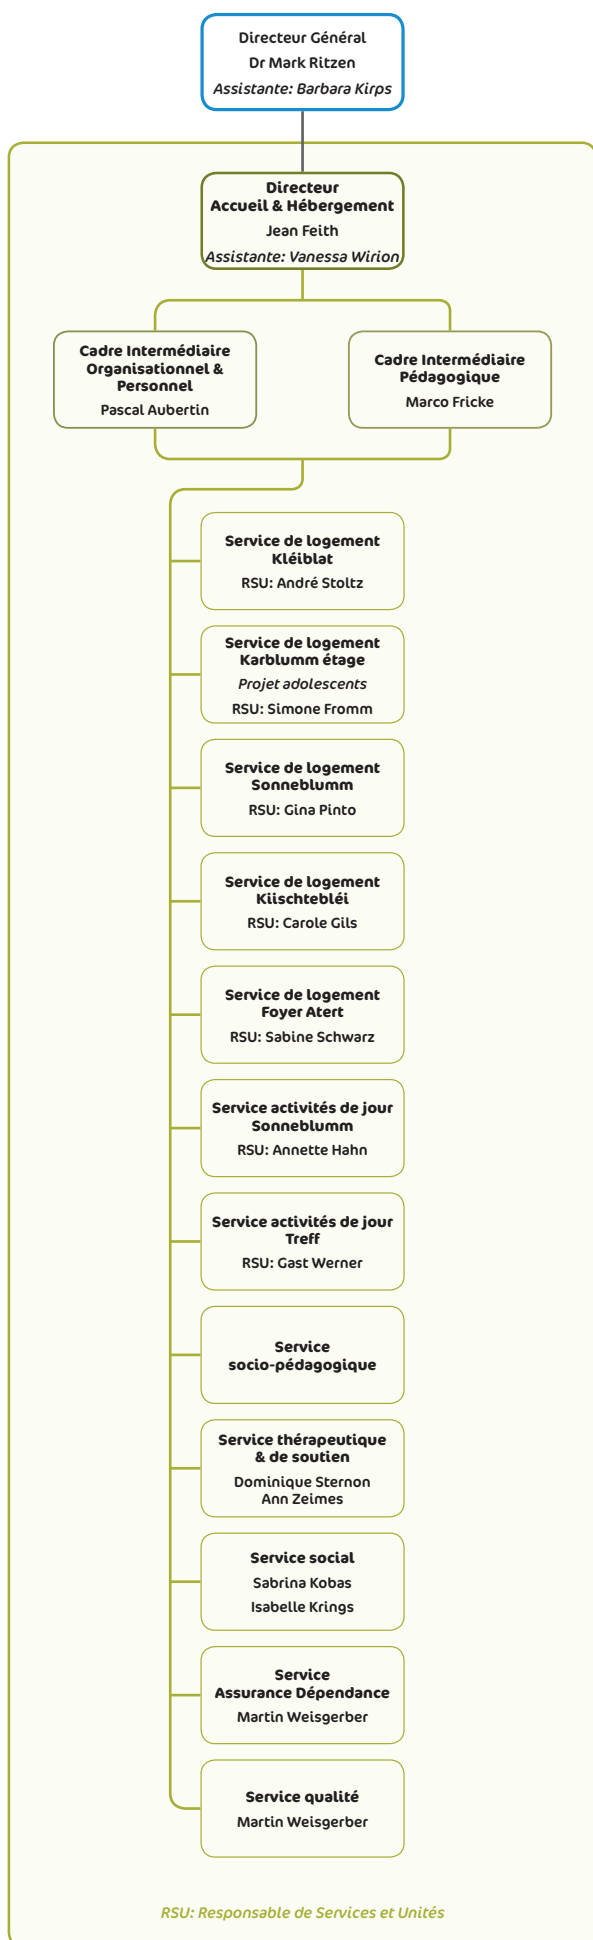 Directeur Général
Dr Mark Ritzen
Assistante: Barbara Kirps
Directeur
Accueil & Hébergement
Jean Feith
Assistante: Vanessa Wirion
Cadre Intermédiaire
Organisationnel &
Personnel
Pascal Aubertin
Cadre Intermédiaire
Pédagogique
Marco Fricke
Service de logement
Kléiblat
RSU: André Stoltz
Service de logement
Karblumm étage
Projet adolescents
RSU: Simone Fromm
Service de logement
Sonneblumm
RSU: Gina Pinto
Service de logement
Kiischtebléi
RSU: Carole Gils
Service de logement
Foyer Atert
RSU: Sabine Schwarz
Service activités de jour
Sonneblumm
RSU: Annette Hahn
Service activités de jour
Treff
RSU: Gast Werner
Service
socio-pédagogique
Service thérapeutique
& de soutien
Dominique Sternon
Ann Zeimes
Service social
Sabrina Kobas
Isabelle Krings
Service
Assurance Dépendance
Martin Weisgerber
Service qualité
Martin Weisgerber
RSU: Responsable de Services et Unités